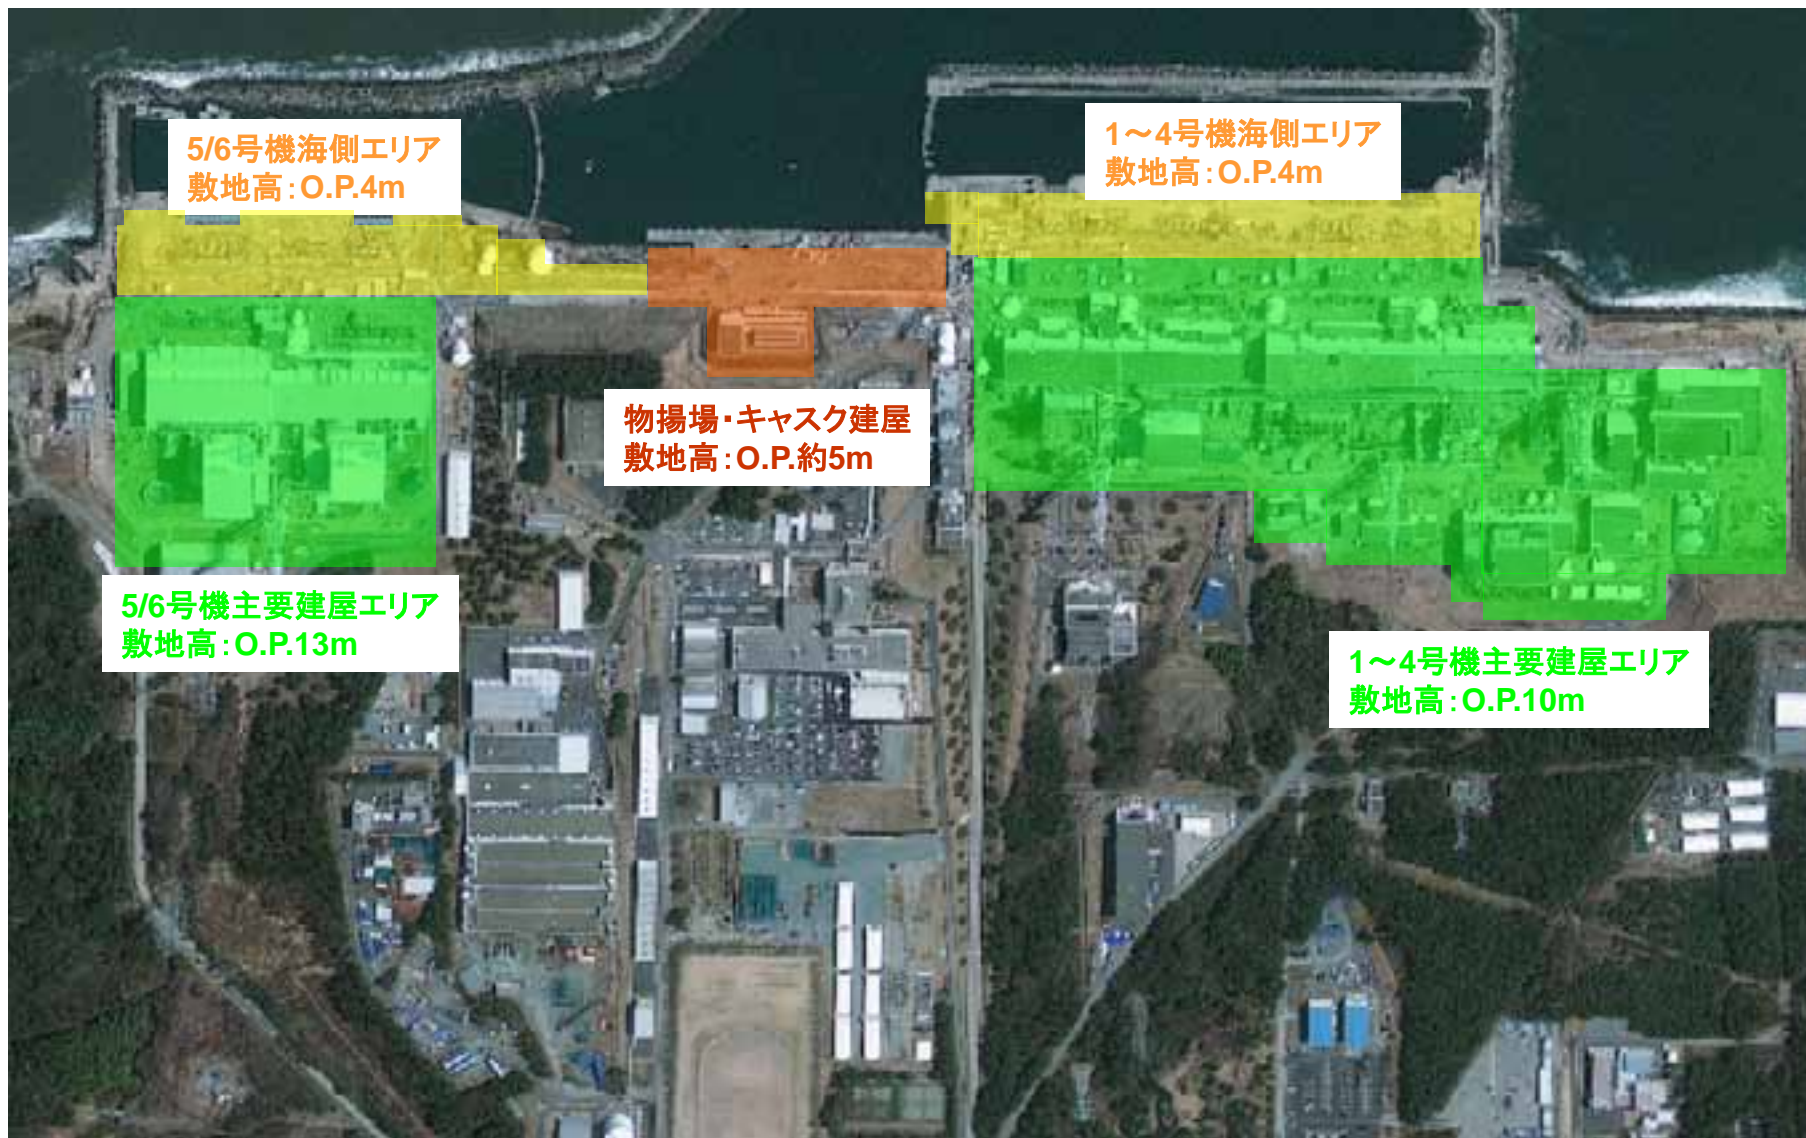 5/6号機海側エリア
敷地高：O.P.4m
1～4号機海側エリア
敷地高：O.P.4m
物揚場・キャスク建屋
敷地高：O.P.約5m
5/6号機主要建屋エリア
敷地高：O.P.13m
1～4号機主要建屋エリア
敷地高：O.P.10m